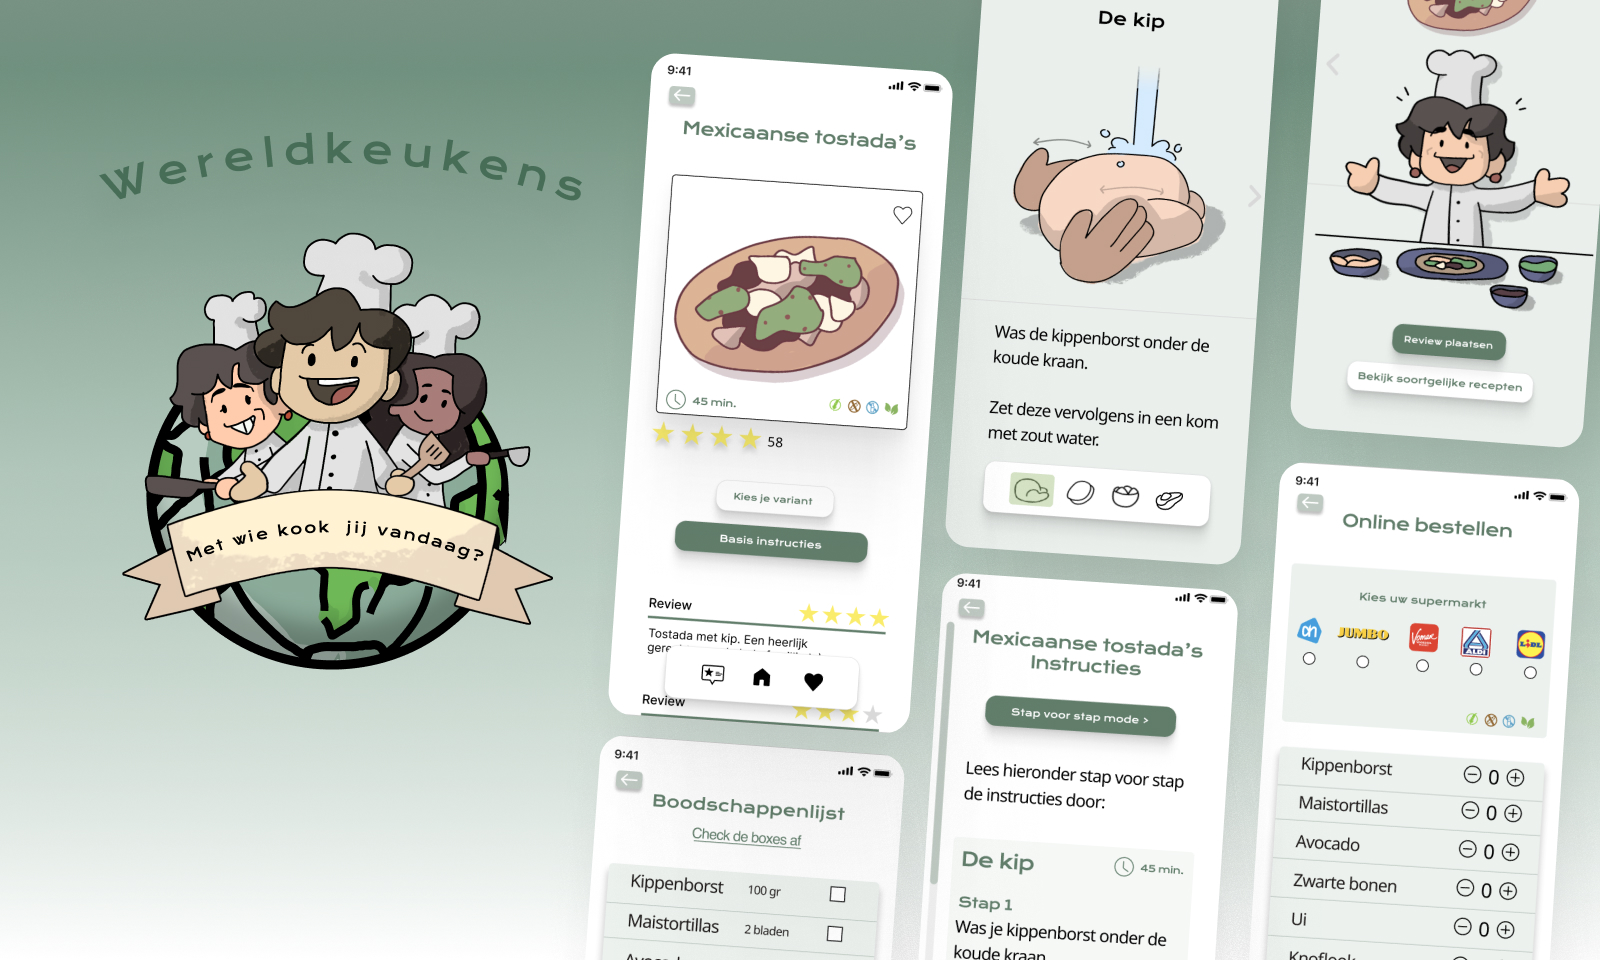 Wereldkeukens
Met wie kook jij vandaag?
9:41
Mexicaanse tostada's
45 min.
58
Kies je variant
Basis instructies
Review
Tostada met kip. Een heerlijk
Review
9:41
Boodschappenlijst
Check de boxes af
Kippenborst 100 gr
Maistortillas 2 bladen
De kip
Was de kippenborst onder de
koude kraan.
Zet deze vervolgens in een kom
met zout water.
9:41
Mexicaanse tostada's
Instructies
Stap voor stap mode >
Lees hieronder stap voor stap
de instructies door:
De kip
45 min.
Stap 1
Was je kippenborst onder de
koude kraan
Review plaatsen
Bekijk soortgelijke recepten
9:41
Online bestellen
Kies uw supermarkt
ah JUMBO Vomar ALDI LIDL
Kippenborst 0
Maistortillas 0
Avocado 0
Zwarte bonen 0
Ui 0
Knoflook